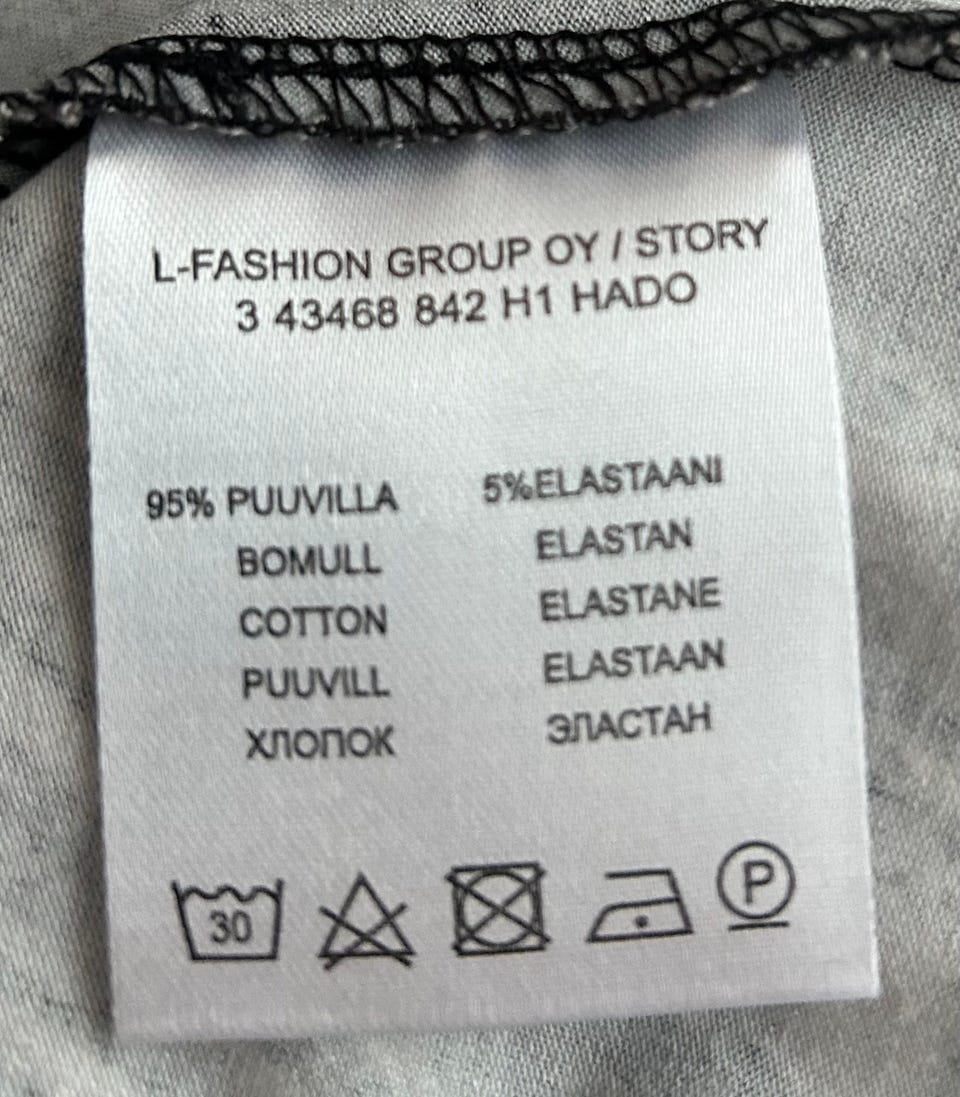 L-FASHION GROUP OY / STORY
3 43468 842 H1 HADO
95% PUUVILLA 5%ELASTAANI
BOMULL ELASTAN
COTTON ELASTANE
PUUVILL ELASTAAN
ХЛОПОК ЭЛАСТАН
30 P